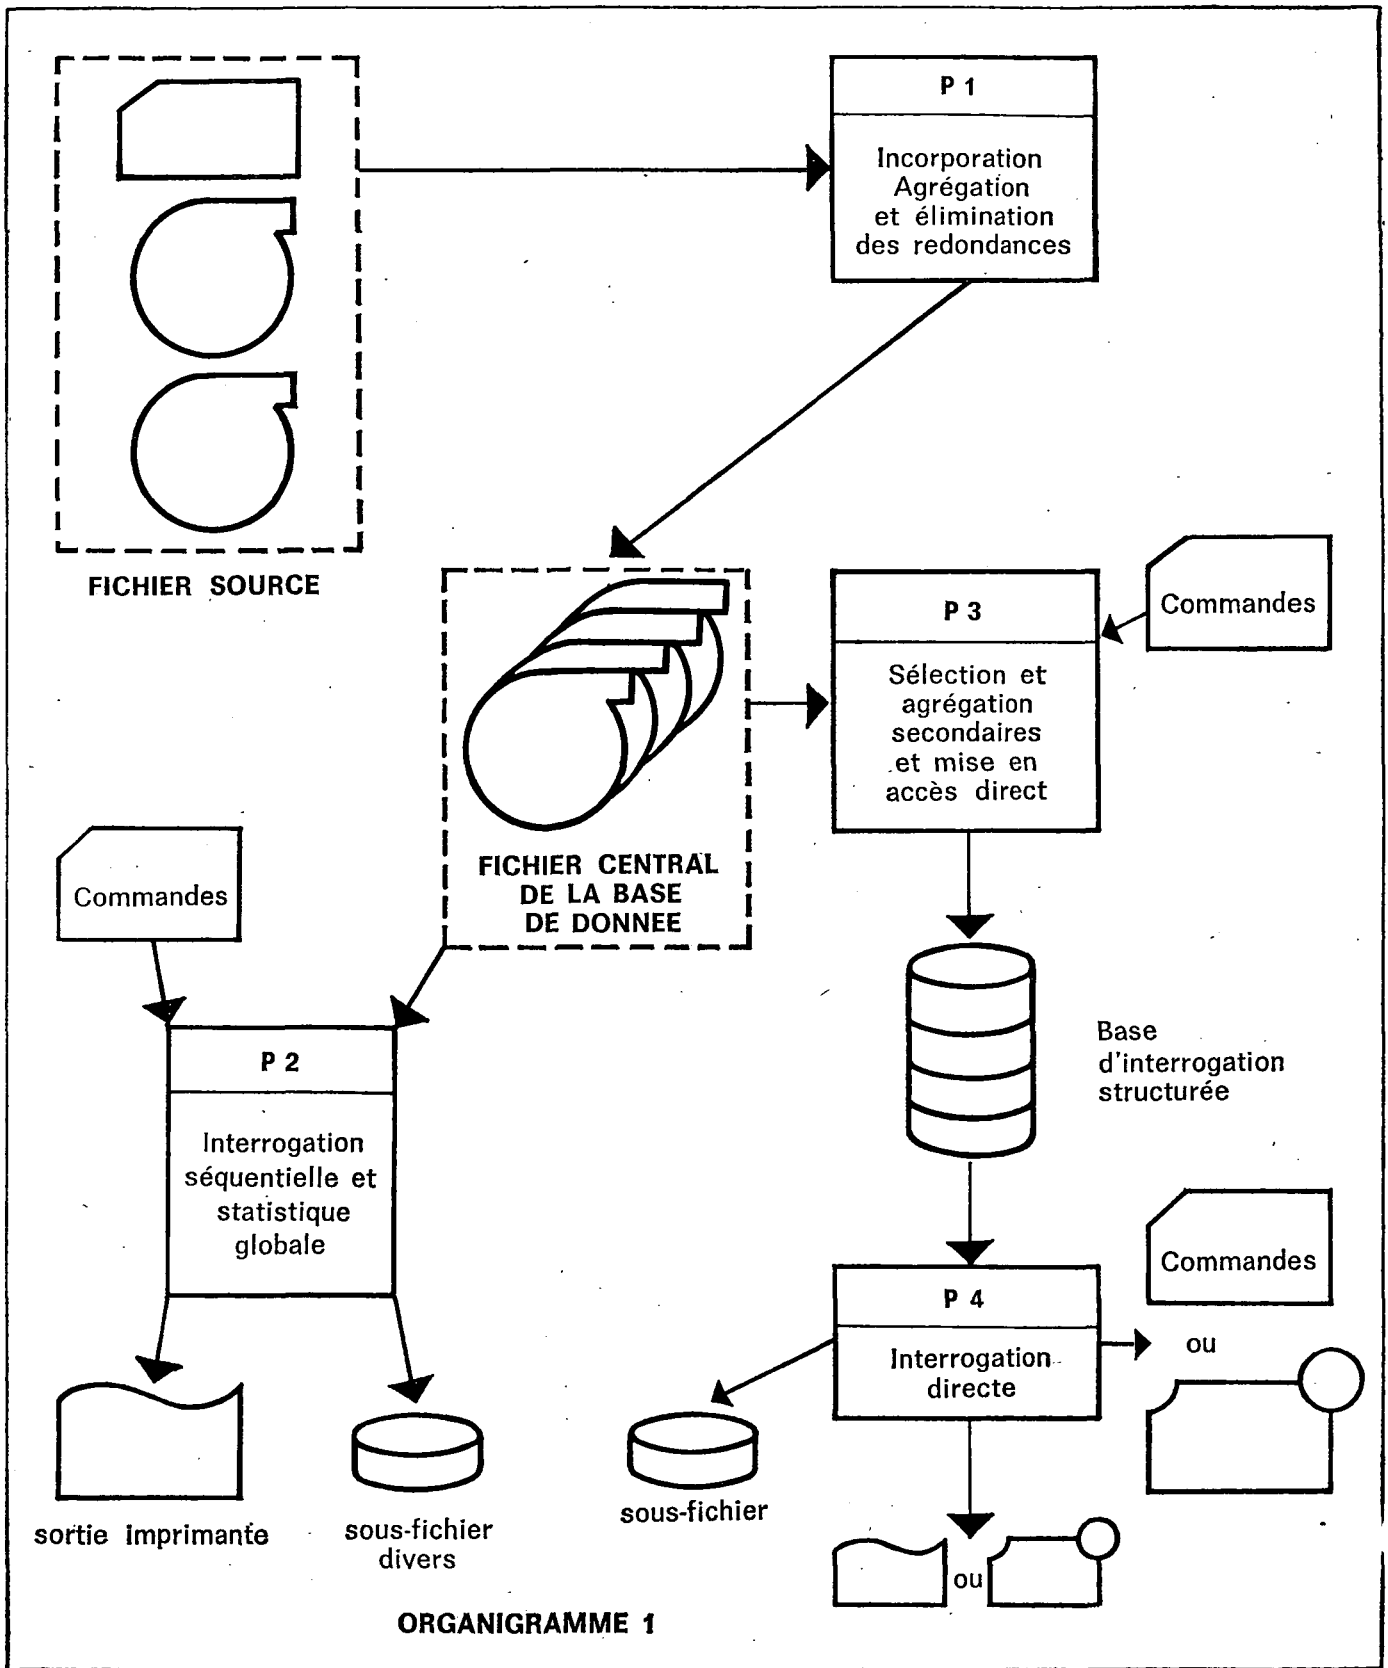 P 1
Incorporation
Agrégation
et élimination
des redondances
FICHIER SOURCE
Commandes
P 3
Sélection et
agrégation
secondaires
et mise en
accès direct
FICHIER CENTRAL
DE LA BASE
DE DONNEE
Commandes
P 2
Interrogation
séquentielle et
statistique
globale
Base
d'interrogation
structurée
Commandes
ou
P 4
Interrogation
directe
sortie Imprimante
sous-fichier
divers
sous-fichier
ou
ORGANIGRAMME 1